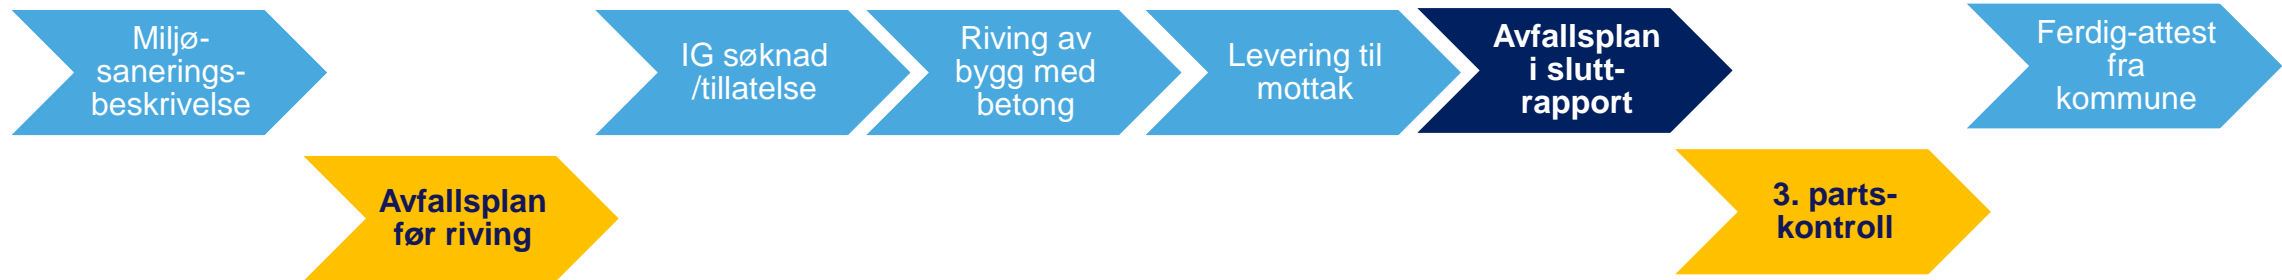 Miljø-
sanerings-
beskrivelse
Avfallsplan
før riving
IG søknad
/tillatelse
Riving av
bygg med
betong
Levering til
mottak
Avfallsplan
i slutt-
rapport
3. parts-
kontroll
Ferdig-attest
fra
kommune